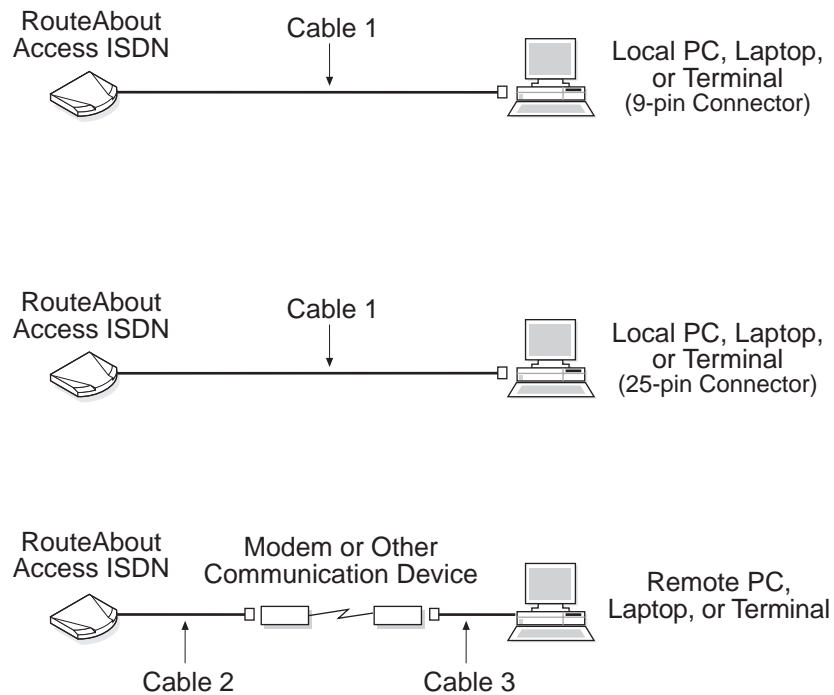 RouteAbout
Access ISDN
Cable 1
Local PC, Laptop,
or Terminal
(9-pin Connector)
RouteAbout
Access ISDN
Cable 1
Local PC, Laptop,
or Terminal
(25-pin Connector)
RouteAbout
Access ISDN
Modem or Other
Communication Device
Remote PC,
Laptop, or Terminal
Cable 2
Cable 3